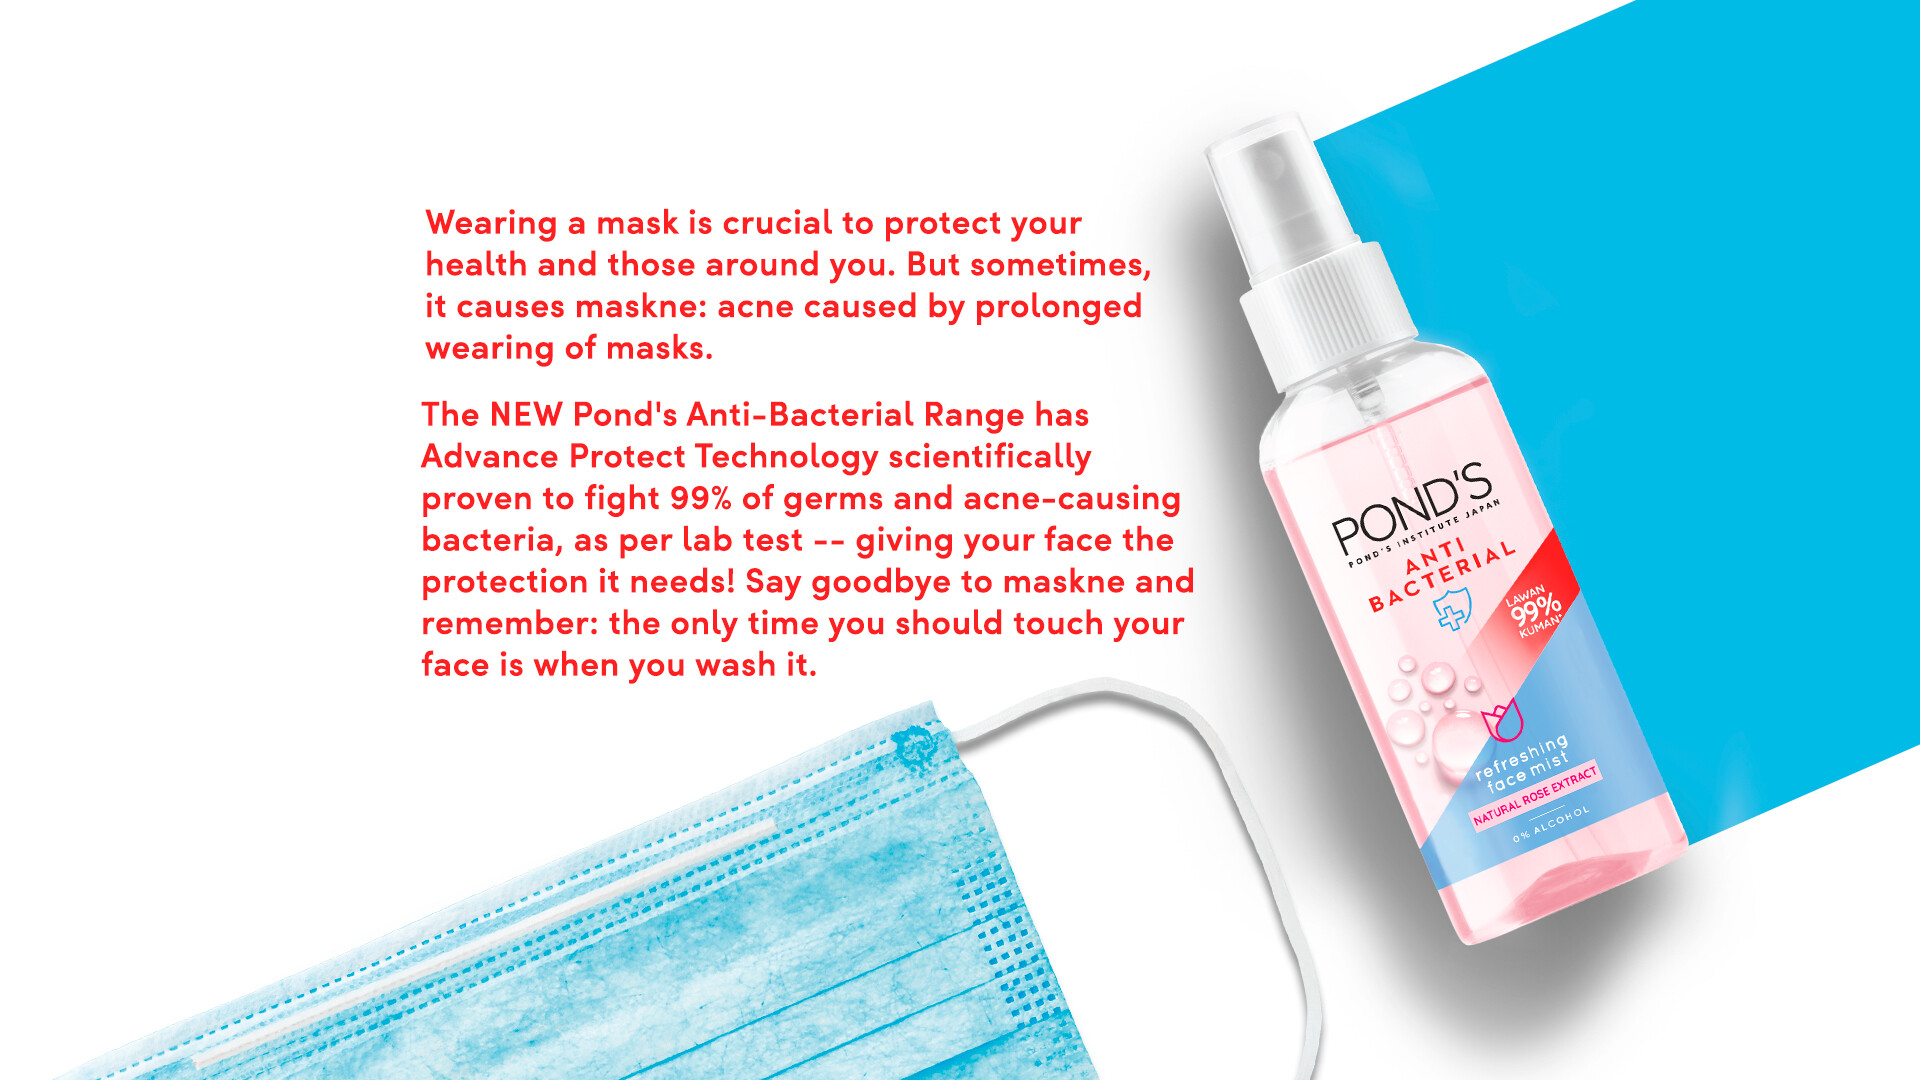 Wearing a mask is crucial to protect your
health and those around you. But sometimes,
it causes maskne: acne caused by prolonged
wearing of masks.
The NEW Pond's Anti-Bacterial Range has
Advance Protect Technology scientifically
proven to fight 99% of germs and acne-causing
bacteria, as per lab test -- giving your face the
protection it needs! Say goodbye to maskne and
remember: the only time you should touch your
face is when you wash it.
POND'S
POND'S INSTITUTE JAPAN
ANTI
BACTERIAL
LAWAN
99%
KUMAN*
refreshing
face mist
NATURAL ROSE EXTRACT
0% ALCOHOL